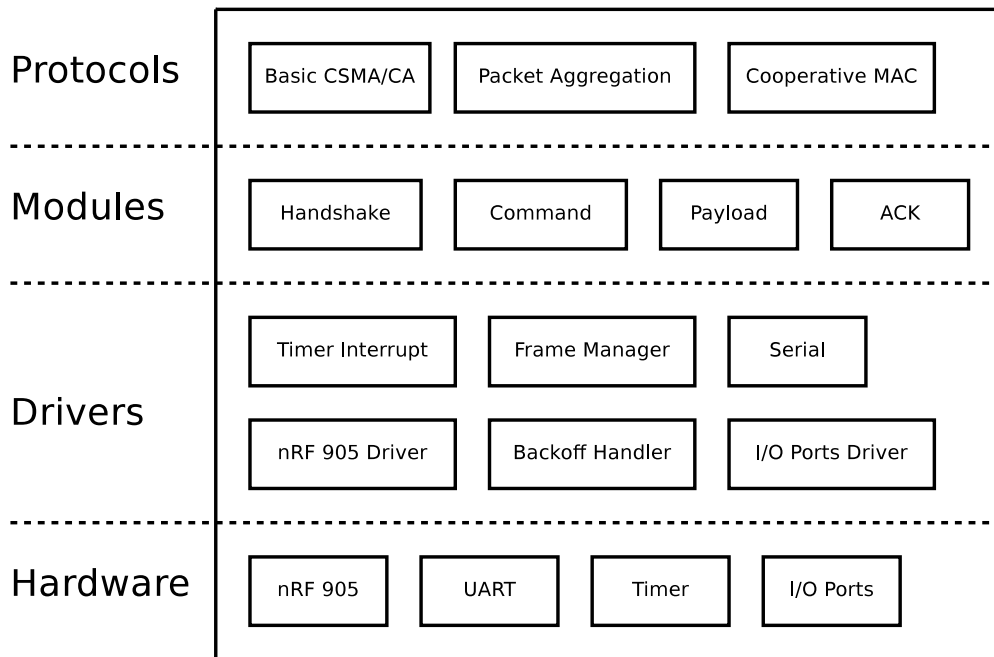 Protocols
Basic CSMA/CA
Packet Aggregation
Cooperative MAC
Modules
Handshake
Command
Payload
ACK
Drivers
Timer Interrupt
Frame Manager
Serial
nRF 905 Driver
Backoff Handler
I/O Ports Driver
Hardware
nRF 905
UART
Timer
I/O Ports